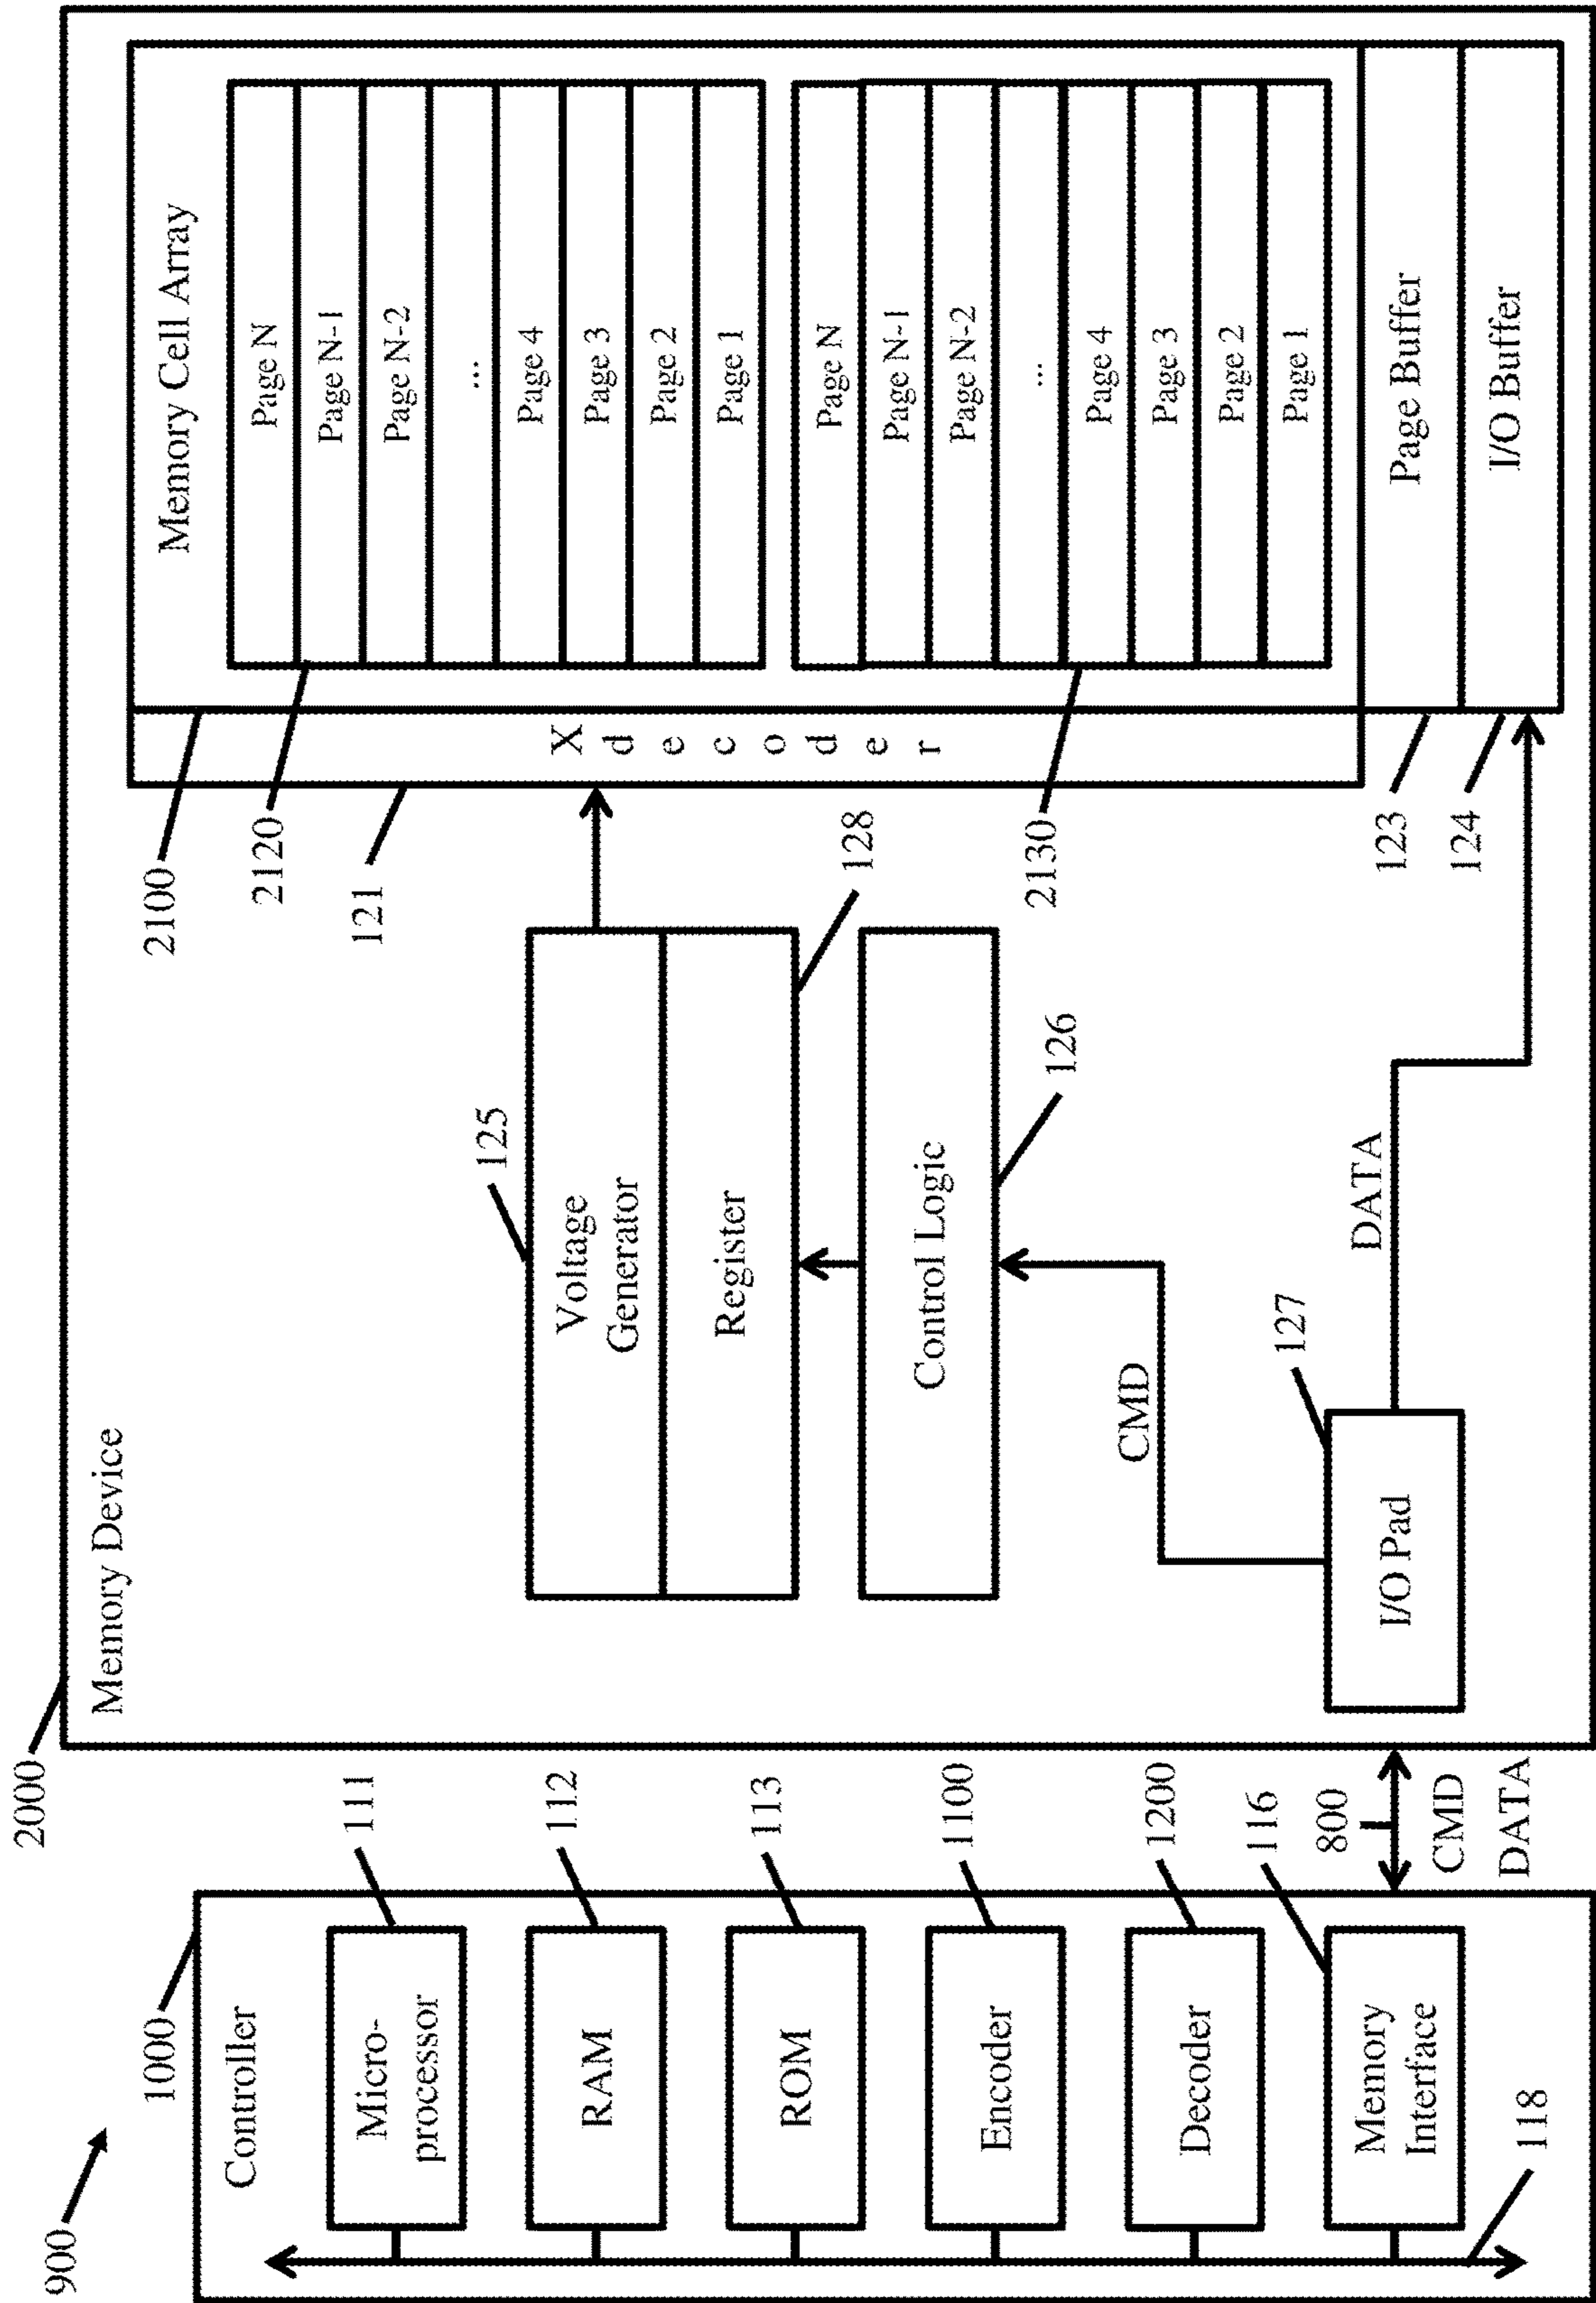 900
1000
Controller
Micro-
processor
111
RAM
112
ROM
113
Encoder
1100
Decoder
1200
Memory
Interface
116
118
800
CMD
DATA
2000
Memory Device
I/O Pad
127
CMD
DATA
Voltage
Generator
125
Register
128
Control Logic
126
2100
2120
121
2130
123
124
X
d
e
c
o
d
e
r
Memory Cell Array
Page N
Page N-1
Page N-2
...
Page 4
Page 3
Page 2
Page 1
Page N
Page N-1
Page N-2
...
Page 4
Page 3
Page 2
Page 1
Page Buffer
I/O Buffer